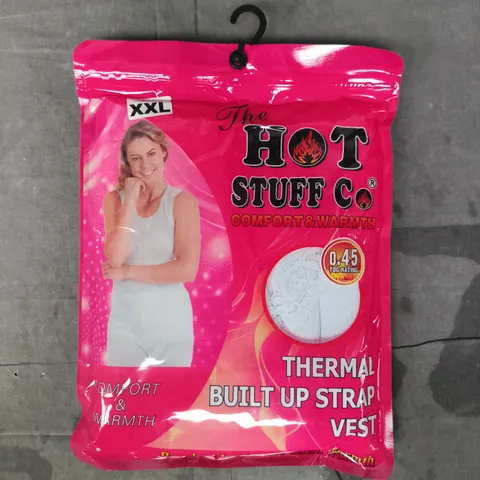 XXL
The
HOT
STUFF Co®
COMFORT & WARMTH
0.45
TOG RATING
THERMAL
BUILT UP STRAP
VEST
COMFORT
&
WARMTH